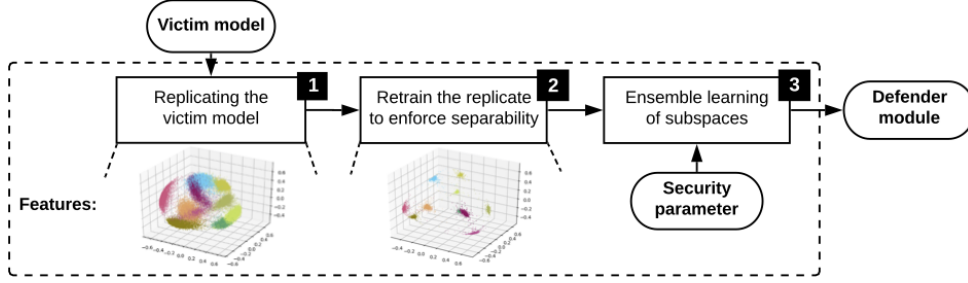 Victim model
1
Replicating the
victim model
2
Retrain the replicate
to enforce separability
3
Ensemble learning
of subspaces
Defender
module
Features:
Security
parameter